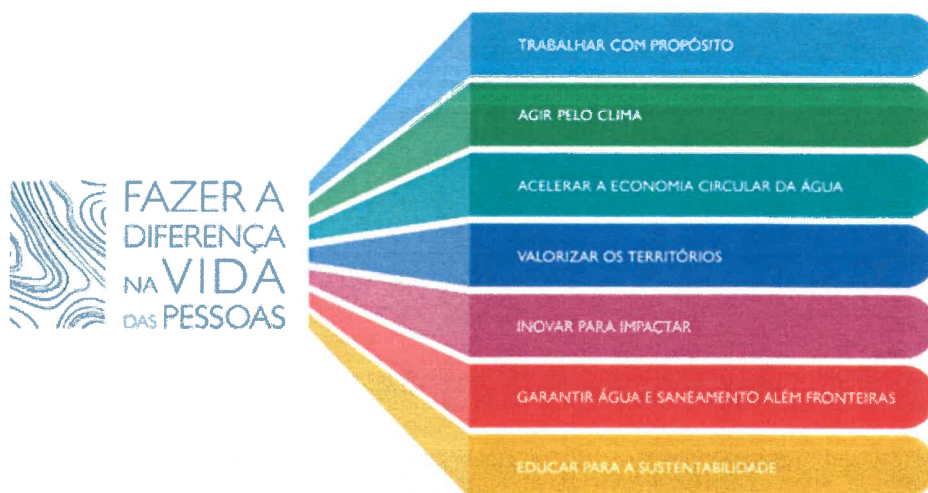 FAZER A
DIFERENÇA
NA VIDA
DAS PESSOAS
TRABALHAR COM PROPÓSITO
AGIR PELO CLIMA
ACELERAR A ECONOMIA CIRCULAR DA ÁGUA
VALORIZAR OS TERRITÓRIOS
INOVAR PARA IMPACTAR
GARANTIR ÁGUA E SANEAMENTO ALÉM FRONTEIRAS
EDUCAR PARA A SUSTENTABILIDADE